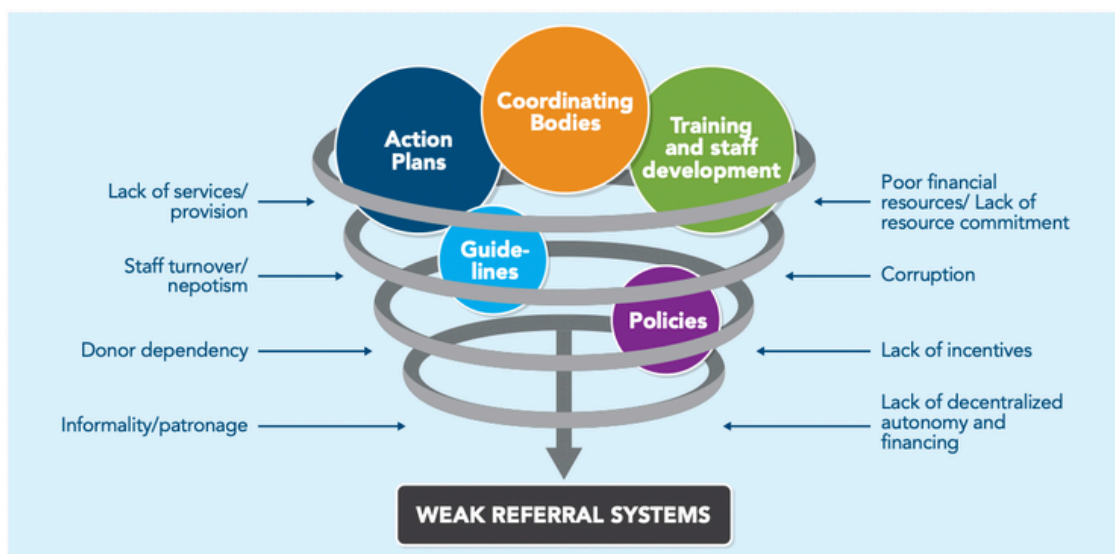 Coordinating
Bodies
Action
Plans
Training
and staff
development
Lack of services/
provision
Poor financial
resources/ Lack of
resource commitment
Guide-
lines
Staff turnover/
nepotism
Corruption
Policies
Donor dependency
Lack of incentives
Informality/patronage
Lack of decentralized
autonomy and
financing
WEAK REFERRAL SYSTEMS